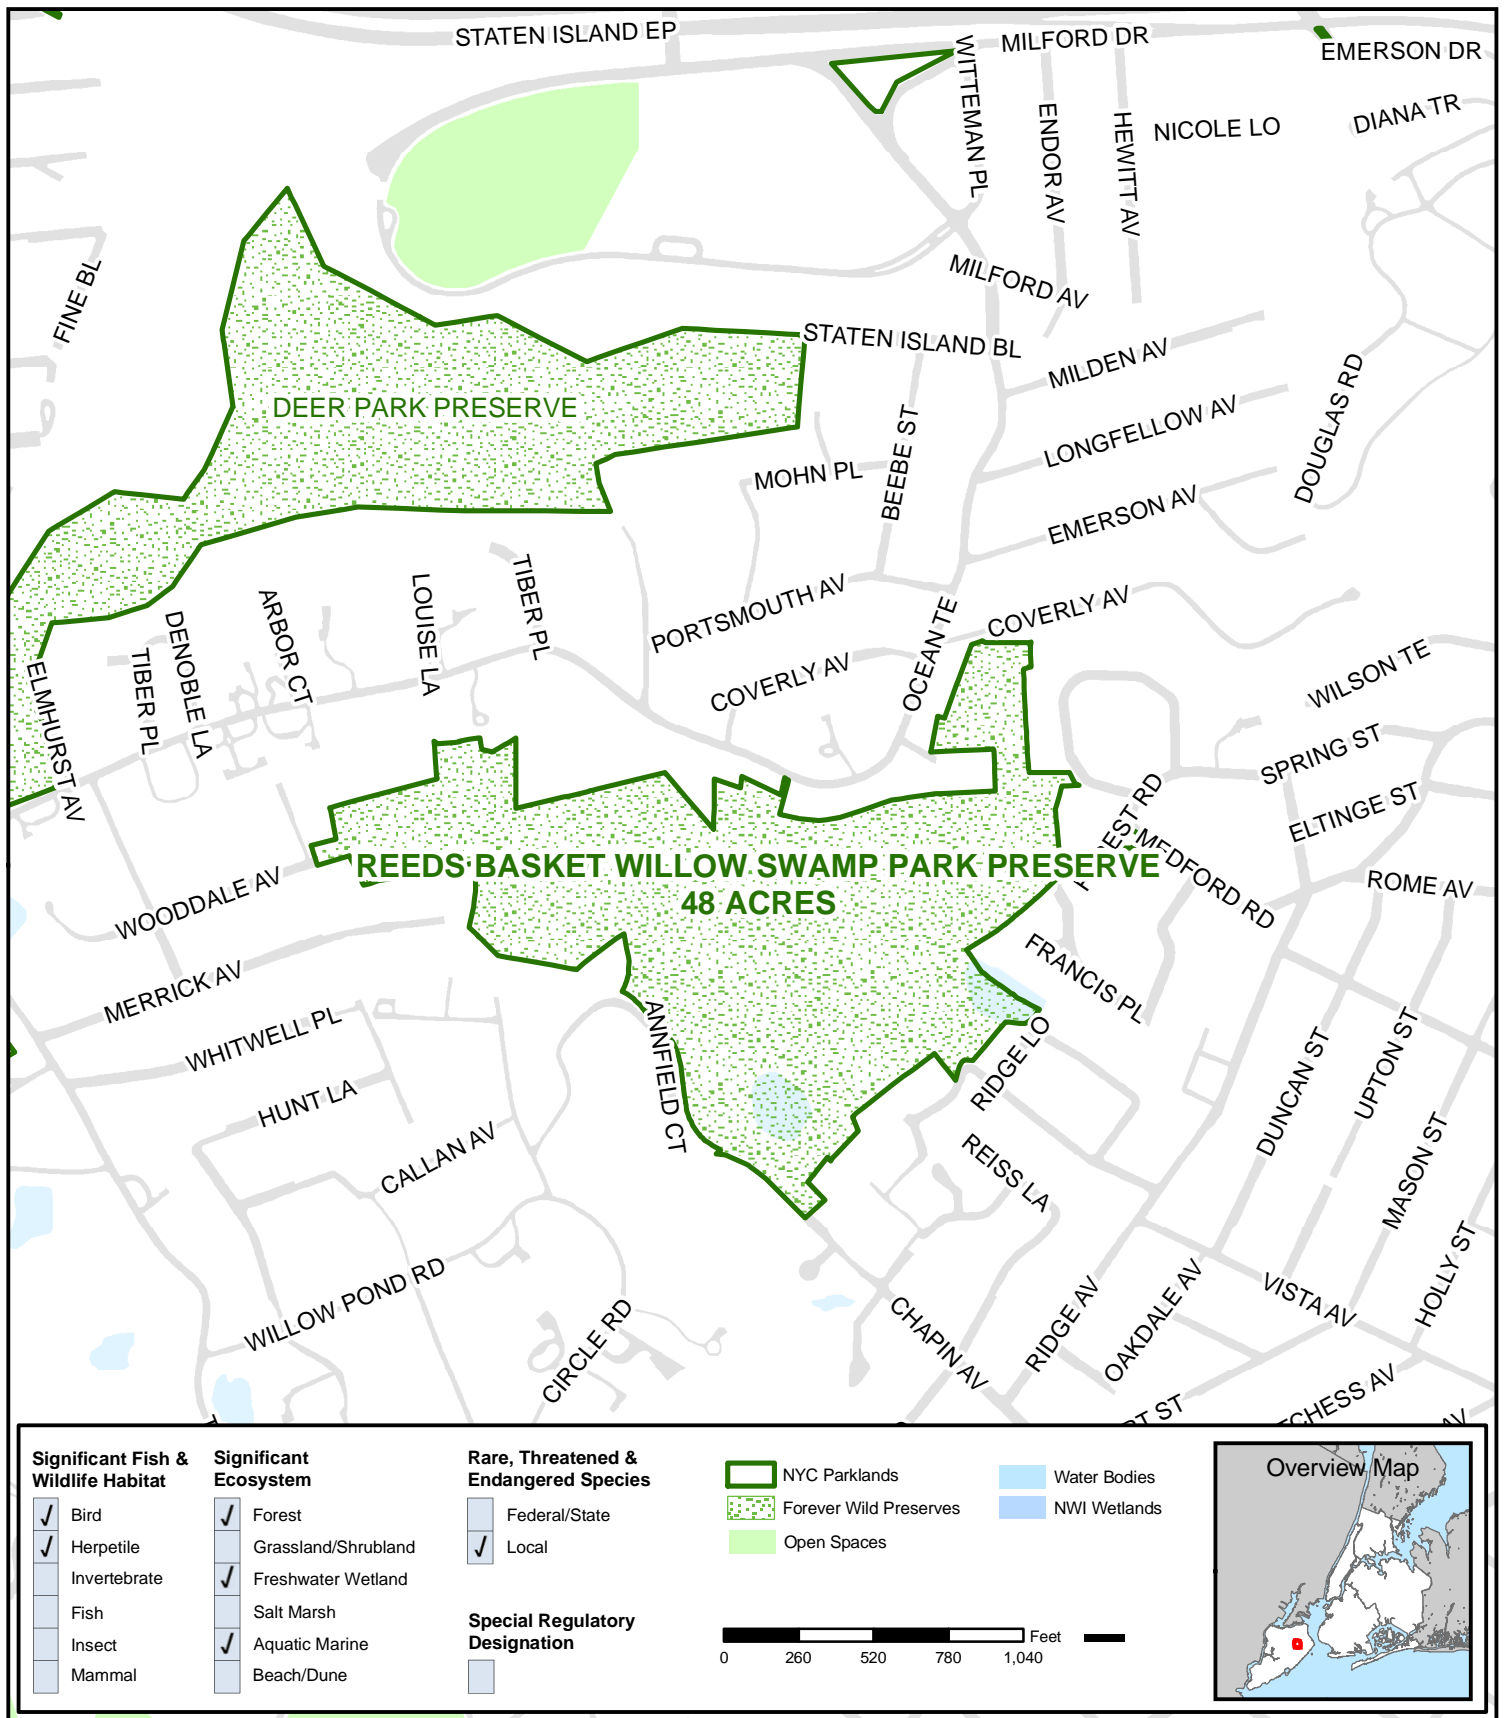 STATEN ISLAND EP
MILFORD DR
EMERSON DR
WITTEMAN PL
ENDOR AV
HEWITT AV
NICOLE LO
DIANA TR
FINE BL
MILFORD AV
STATEN ISLAND BL
MILDEN AV
DEER PARK PRESERVE
LONGFELLOW AV
DOUGLAS RD
MOHN PL
BEEBE ST
EMERSON AV
TIBER PL
LOUISE LA
ARBOR CT
DENOBLE LA
TIBER PL
ELMHURST AV
PORTSMOUTH AV
COVERLY AV
OCEAN TE
COVERLY AV
WILSON TE
SPRING ST
ELTINGE ST
EST RD
MEDFORD RD
ROME AV
REEDS BASKET WILLOW SWAMP PARK PRESERVE
48 ACRES
WOODDALE AV
MERRICK AV
WHITWELL PL
HUNT LA
CALLAN AV
ANNFIELD CT
FRANCIS PL
RIDGE LO
REISS LA
DUNCAN ST
UPTON ST
MASON ST
HOLLY ST
WILLOW POND RD
CIRCLE RD
CHAPIN AV
RIDGE AV
OAKDALE AV
VISTA AV
RT ST
TCHESS AV
AV
Significant Fish &
Wildlife Habitat
√ Bird
√ Herpetile
Invertebrate
Fish
Insect
Mammal
Significant
Ecosystem
√ Forest
Grassland/Shrubland
√ Freshwater Wetland
Salt Marsh
√ Aquatic Marine
Beach/Dune
Rare, Threatened &
Endangered Species
Federal/State
√ Local
Special Regulatory
Designation
NYC Parklands
Forever Wild Preserves
Open Spaces
Water Bodies
NWI Wetlands
Feet
0 260 520 780 1,040
Overview Map